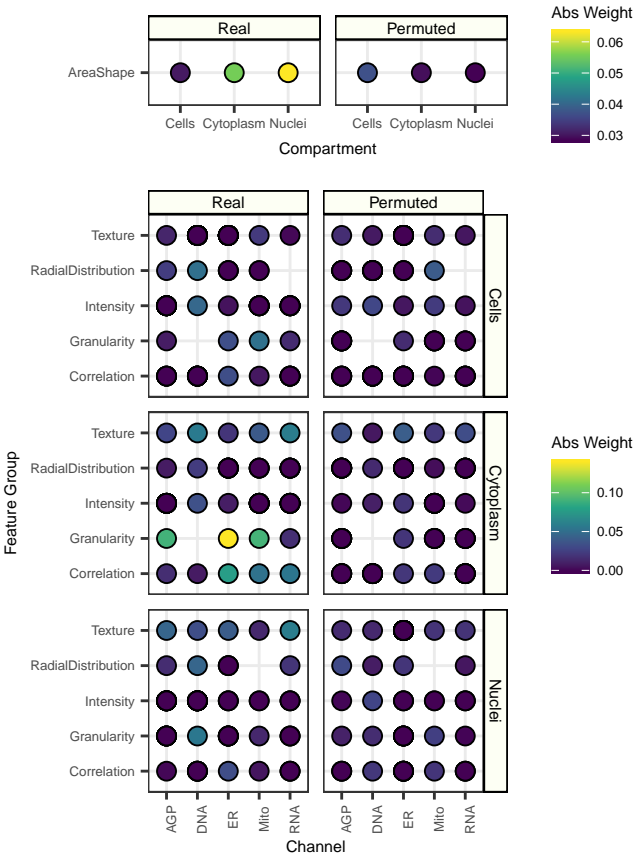 Real Permuted
AreaShape
Cells Cytoplasm Nuclei Cells Cytoplasm Nuclei
Compartment
Abs Weight
0.06
0.05
0.04
0.03
Real Permuted
Texture
RadialDistribution
Intensity
Granularity
Correlation
Cells
Texture
RadialDistribution
Intensity
Granularity
Correlation
Cytoplasm
Texture
RadialDistribution
Intensity
Granularity
Correlation
Nuclei
Feature Group
AGP DNA ER Mito RNA AGP DNA ER Mito RNA
Channel
Abs Weight
0.10
0.05
0.00